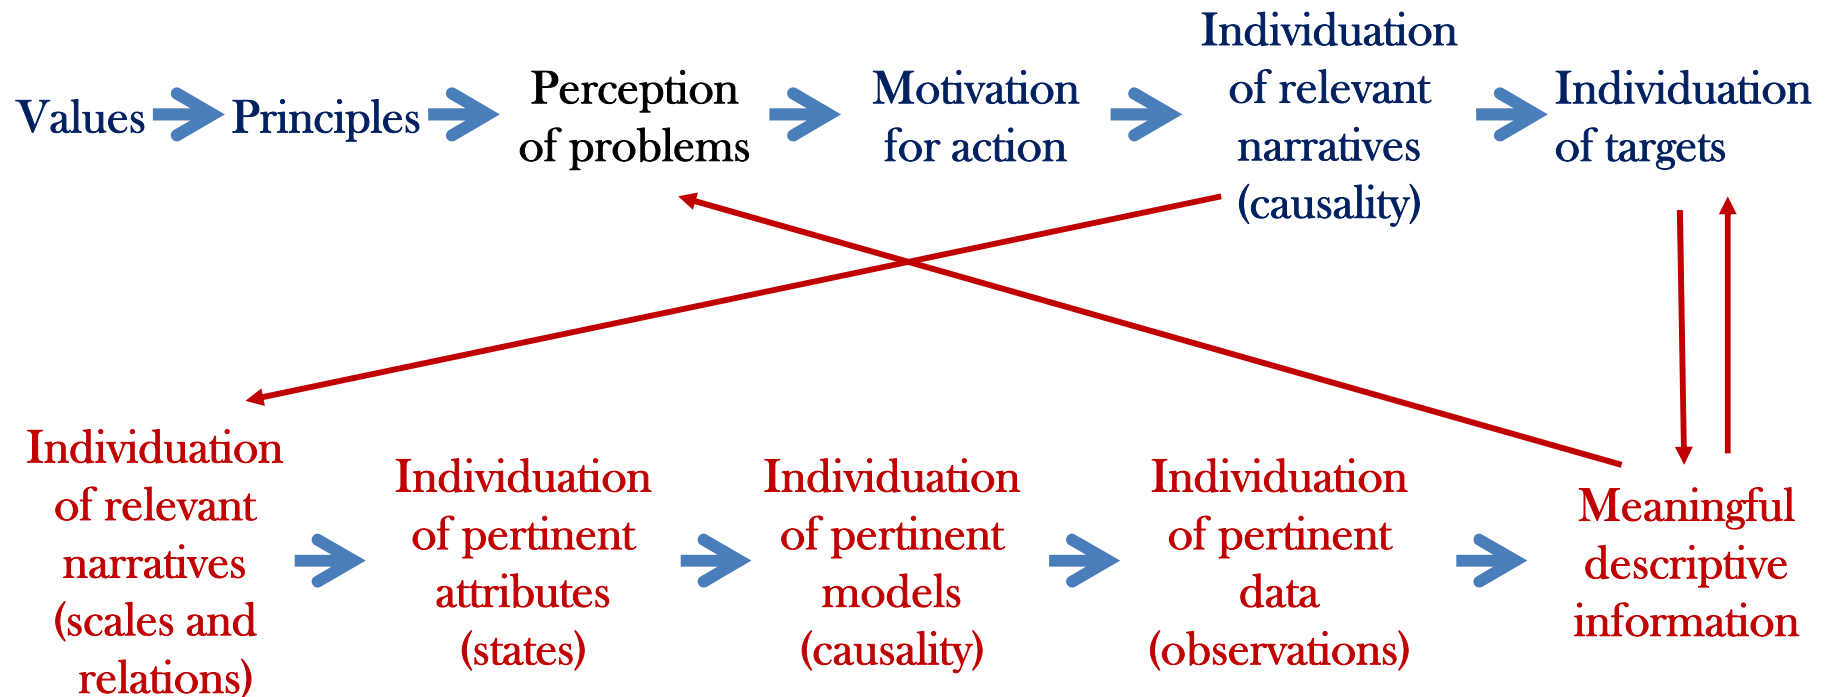 Values
Principles
Perception
of problems
Motivation
for action
Individuation
of relevant
narratives
(causality)
Individuation
of targets
Individuation
of relevant
narratives
(scales and
relations)
Individuation
of pertinent
attributes
(states)
Individuation
of pertinent
models
(causality)
Individuation
of pertinent
data
(observations)
Meaningful
descriptive
information